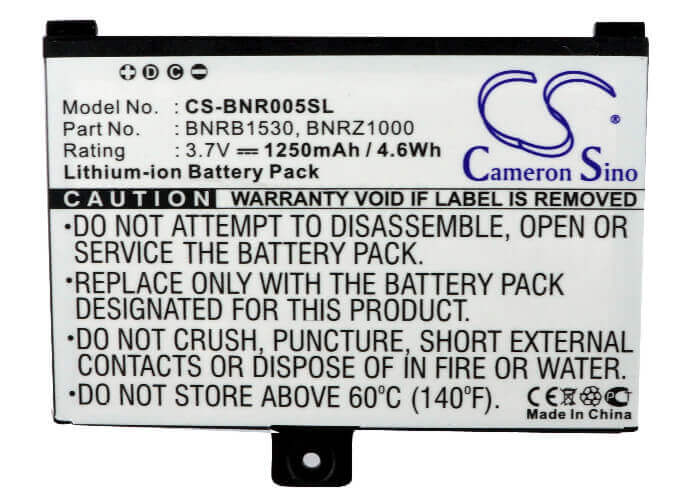 + D C −
Model No. : CS-BNR005SL
Part No. : BNRB1530, BNRZ1000
Rating : 3.7V ⎓ 1250mAh / 4.6Wh
Lithium-ion Battery Pack
CS
Cameron Sino
CAUTION WARRANTY VOID IF LABEL IS REMOVED
•DO NOT ATTEMPT TO DISASSEMBLE, OPEN OR
SERVICE THE BATTERY PACK.
•REPLACE ONLY WITH THE BATTERY PACK
DESIGNATED FOR THIS PRODUCT.
•DO NOT CRUSH, PUNCTURE, SHORT EXTERNAL
CONTACTS OR DISPOSE OF IN FIRE OR WATER.
•DO NOT STORE ABOVE 60°C (140°F).
CE PCT
Made In China